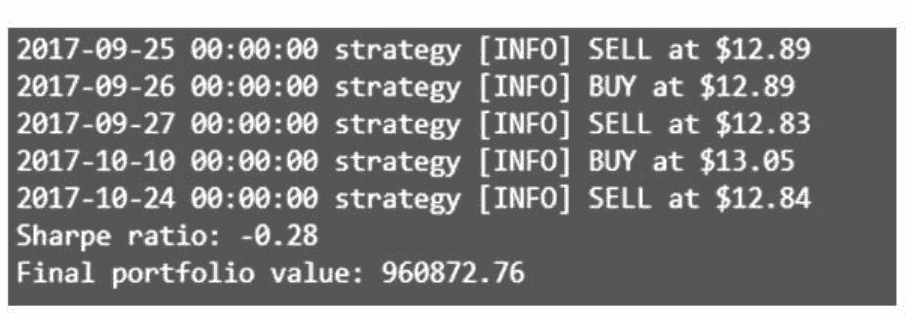 2017-09-25 00:00:00 strategy [INFO] SELL at $12.89
2017-09-26 00:00:00 strategy [INFO] BUY at $12.89
2017-09-27 00:00:00 strategy [INFO] SELL at $12.83
2017-10-10 00:00:00 strategy [INFO] BUY at $13.05
2017-10-24 00:00:00 strategy [INFO] SELL at $12.84
Sharpe ratio: -0.28
Final portfolio value: 960872.76